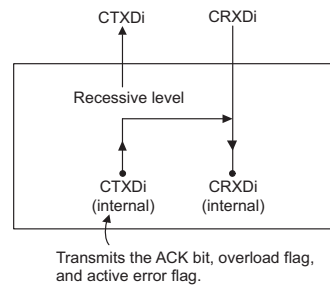 CTXDi CRXDi
Recessive level
CTXDi CRXDi
(internal) (internal)
Transmits the ACK bit, overload flag,
and active error flag.